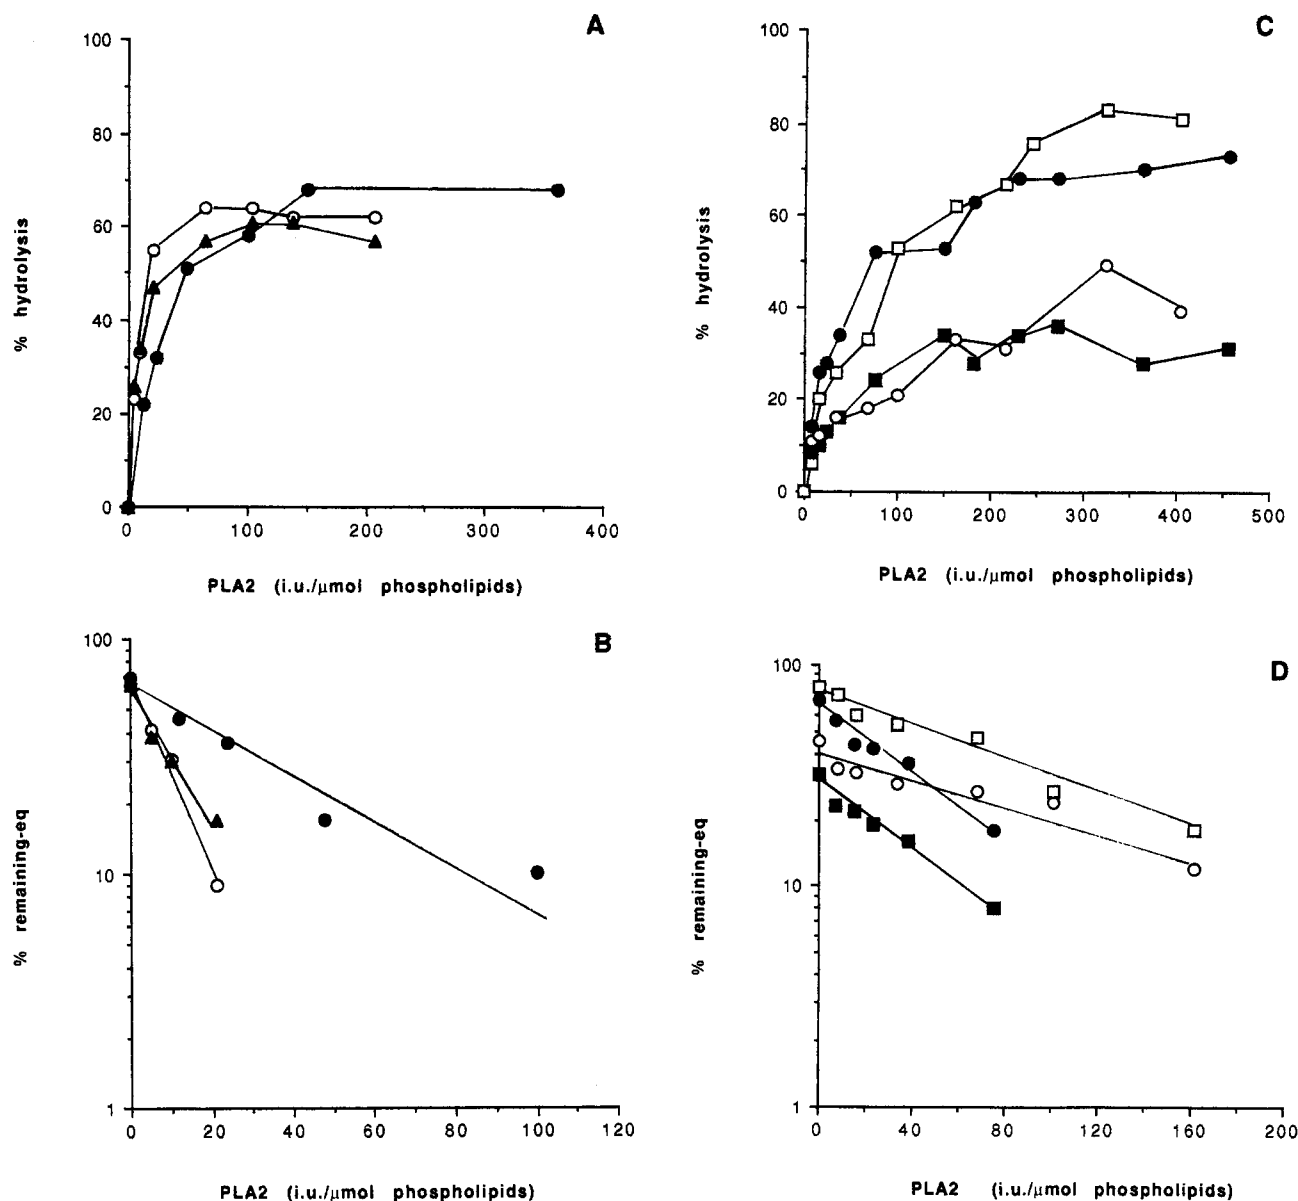 A
100
80
60
40
20
0
0 100 200 300 400
% hydrolysis
PLA2 (i.u./μmol phospholipids)
C
100
80
60
40
20
0
0 100 200 300 400 500
% hydrolysis
PLA2 (i.u./μmol phospholipids)
B
100
10
1
0 20 40 60 80 100 120
% remaining-eq
PLA2 (i.u./μmol phospholipids)
D
100
10
1
0 40 80 120 160 200
% remaining-eq
PLA2 (i.u./μmol phospholipids)